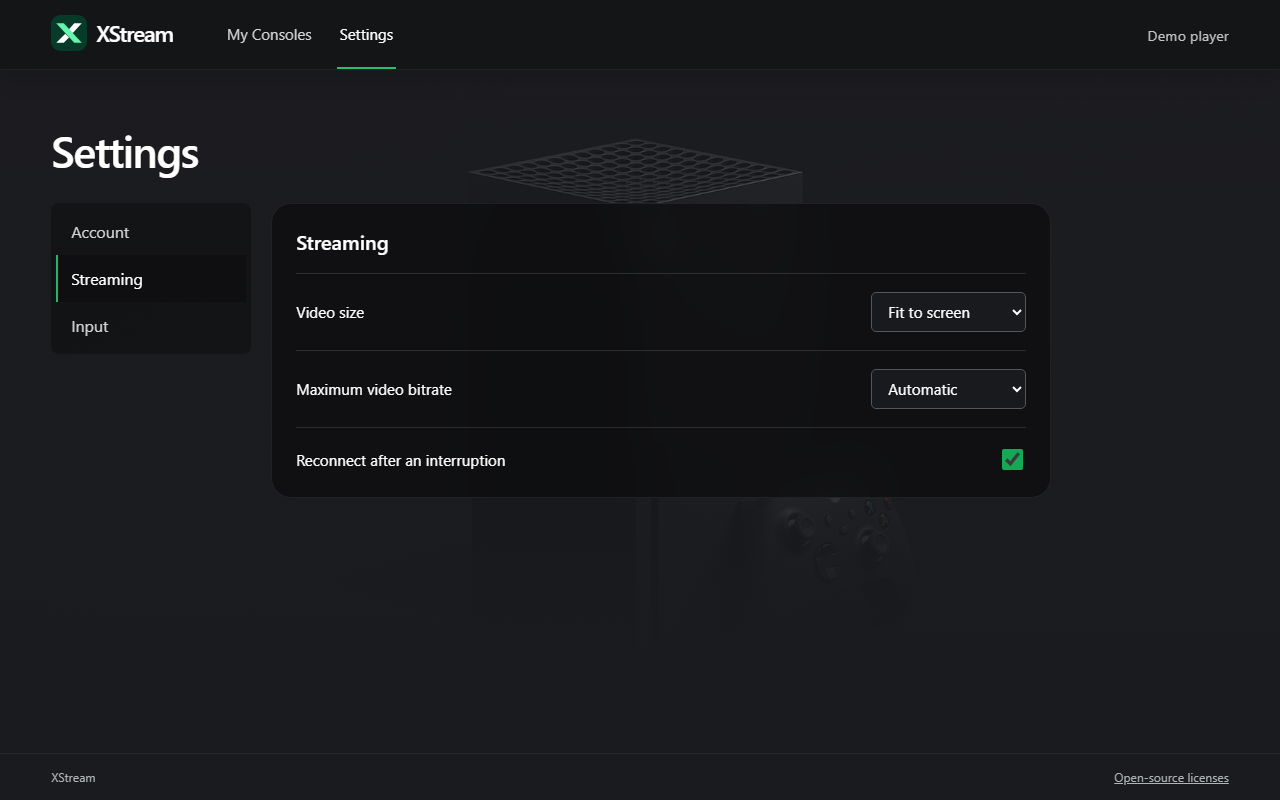 XStream
My Consoles
Settings
Demo player
Settings
Account
Streaming
Input
Streaming
Video size
Fit to screen
Maximum video bitrate
Automatic
Reconnect after an interruption
XStream
Open-source licenses